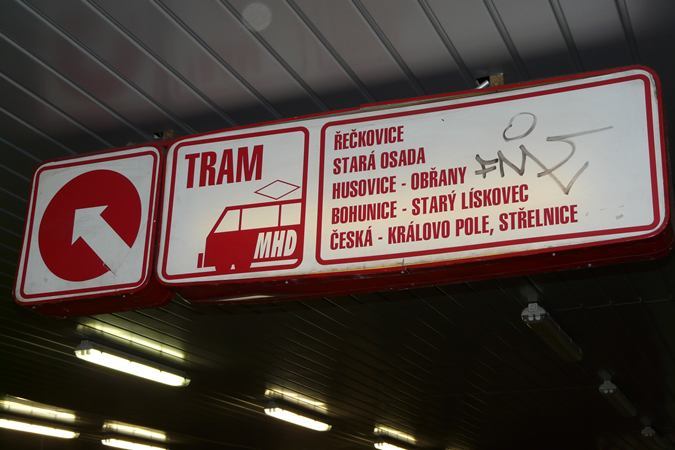 TRAM
MHD
ŘEČKOVICE
STARÁ OSADA
HUSOVICE - OBŘANY
BOHUNICE - STARÝ LÍSKOVEC
ČESKÁ - KRÁLOVO POLE, STŘELNICE